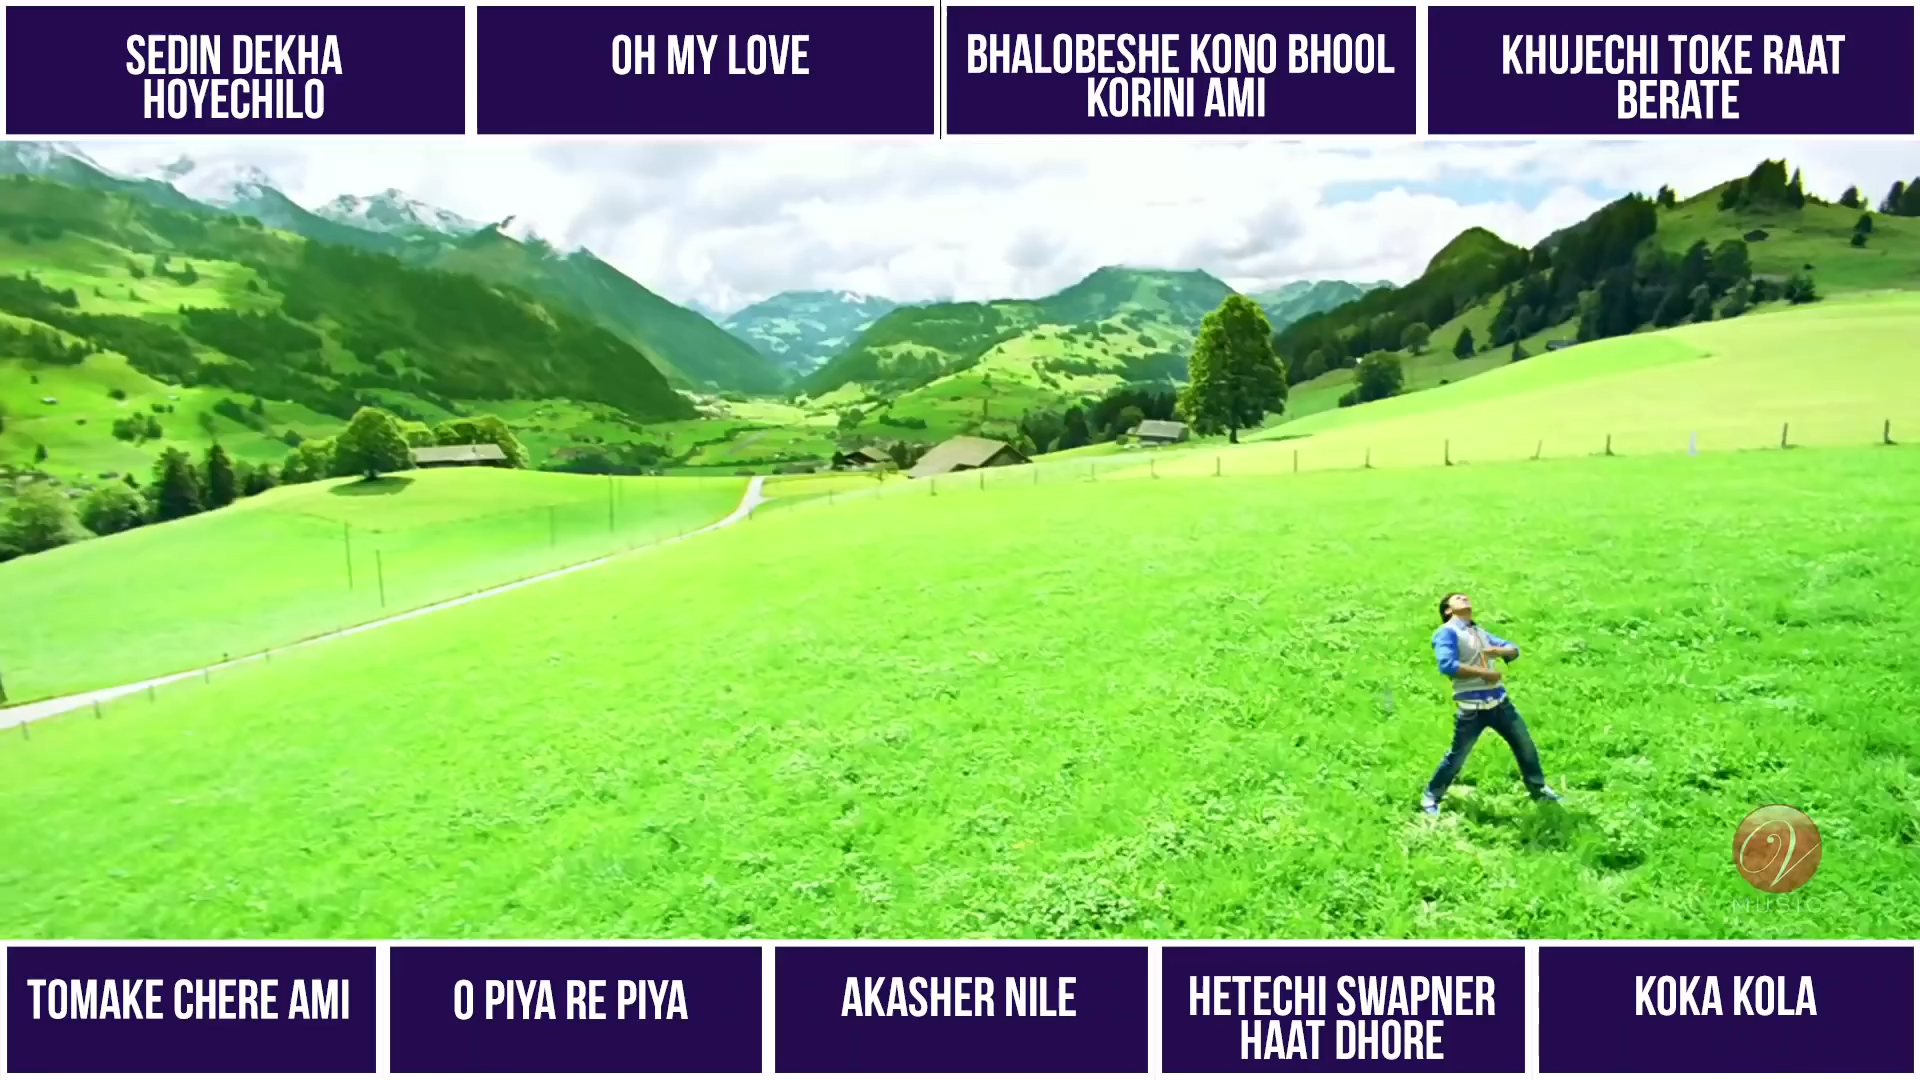 SEDIN DEKHA
HOYECHILO
OH MY LOVE
BHALOBESHE KONO BHOOL
KORINI AMI
KHUJECHI TOKE RAAT
BERATE
MUSIC
TOMAKE CHERE AMI
O PIYA RE PIYA
AKASHER NILE
HETECHI SWAPNER
HAAT DHORE
KOKA KOLA